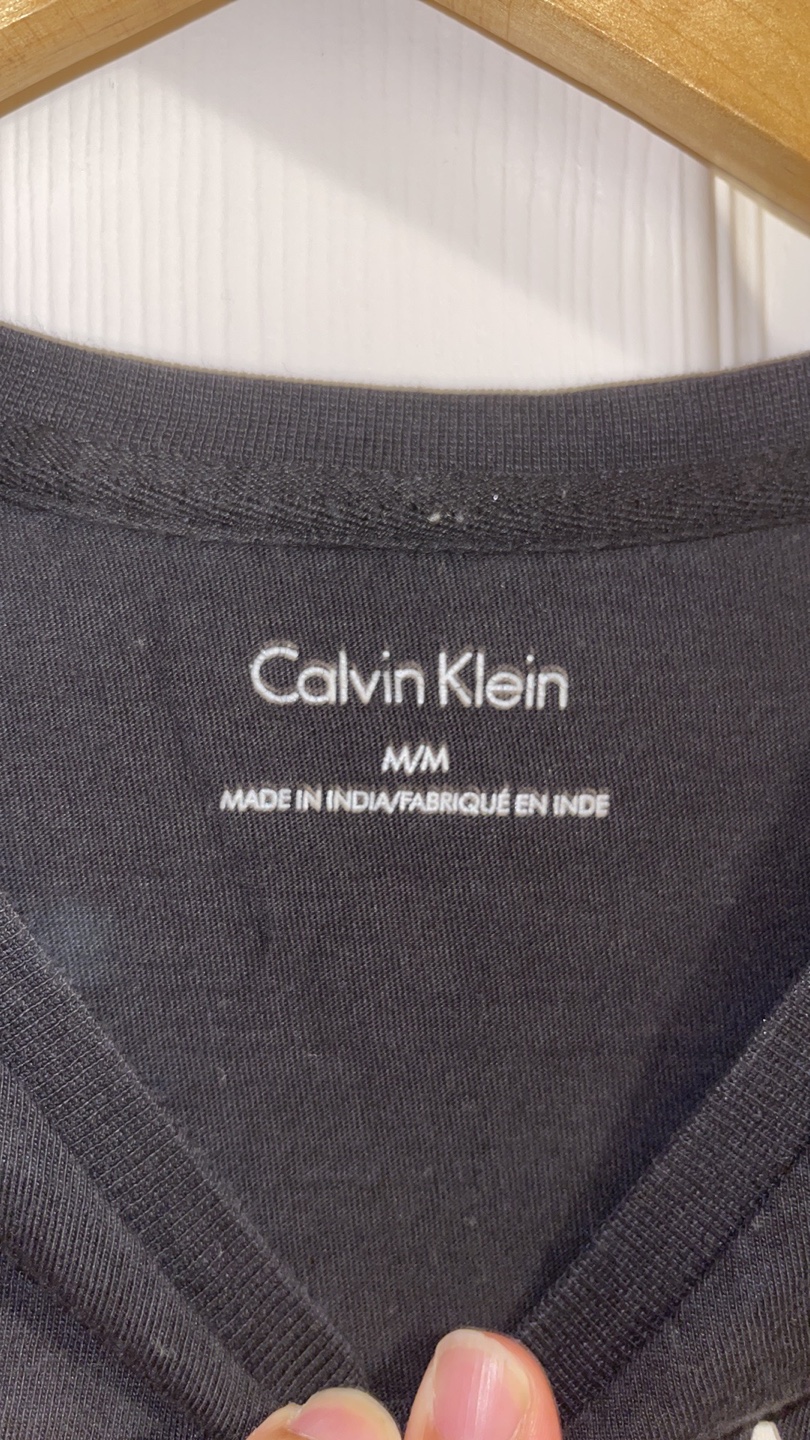 Calvin Klein
M/M
MADE IN INDIA/FABRIQUÉ EN INDE